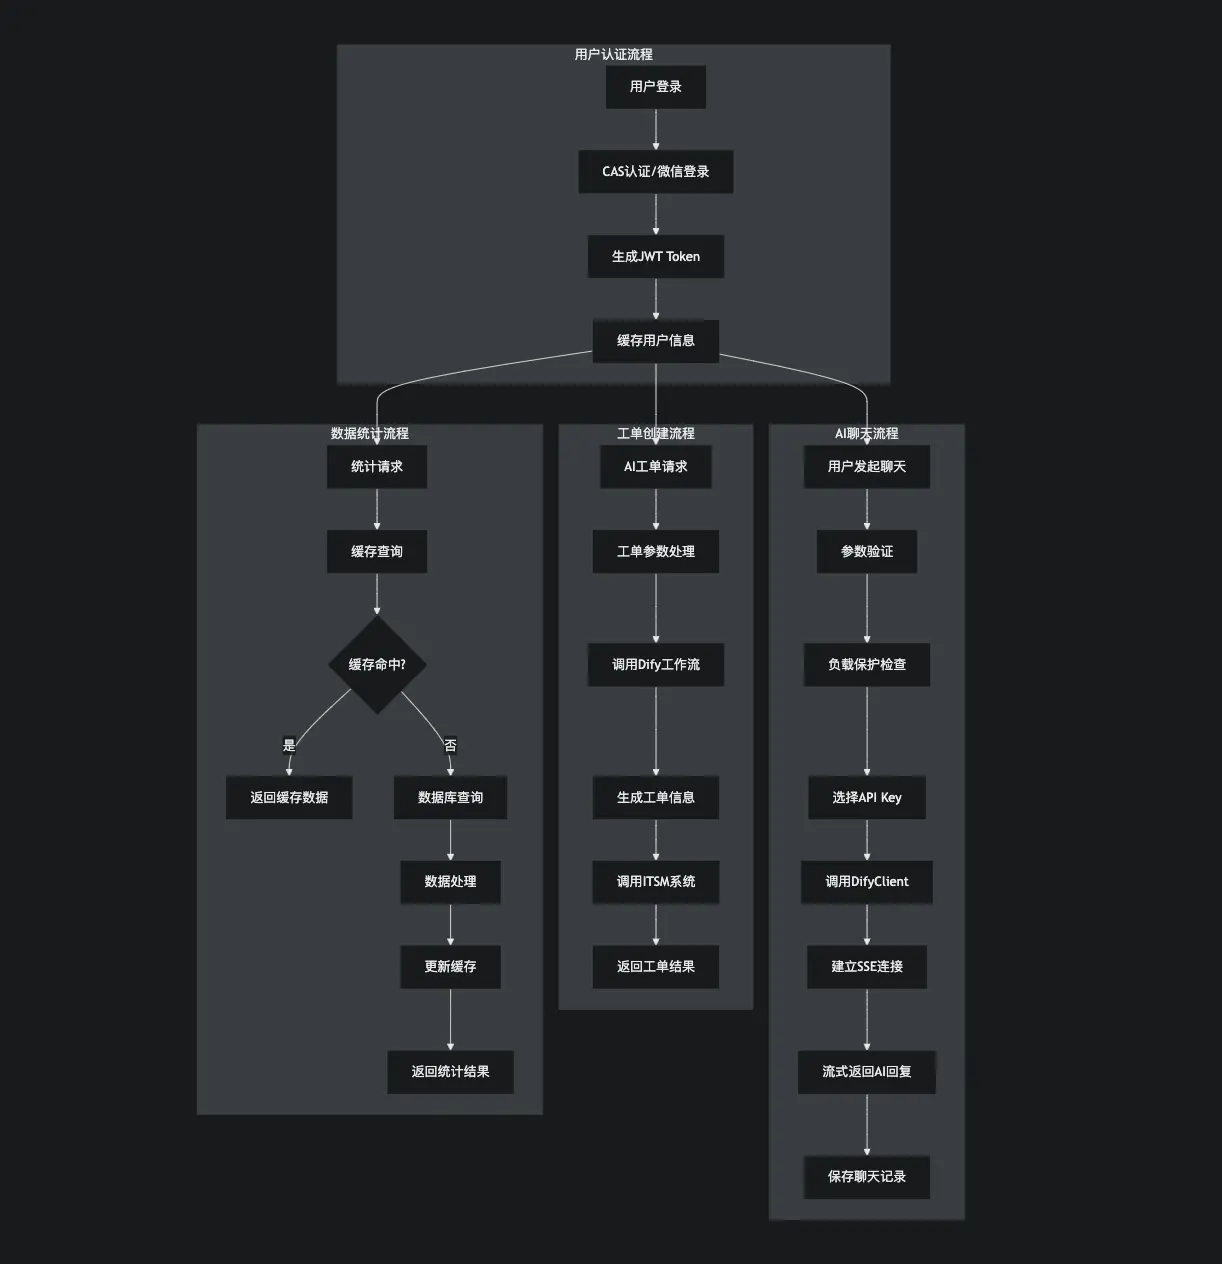 用户认证流程
用户登录
CAS认证/微信登录
生成JWT Token
缓存用户信息
数据统计流程
统计请求
缓存查询
缓存命中?
是
否
返回缓存数据
数据库查询
数据处理
更新缓存
返回统计结果
工单创建流程
AI工单请求
工单参数处理
调用Dify工作流
生成工单信息
调用ITSM系统
返回工单结果
AI聊天流程
用户发起聊天
参数验证
负载保护检查
选择API Key
调用DifyClient
建立SSE连接
流式返回AI回复
保存聊天记录